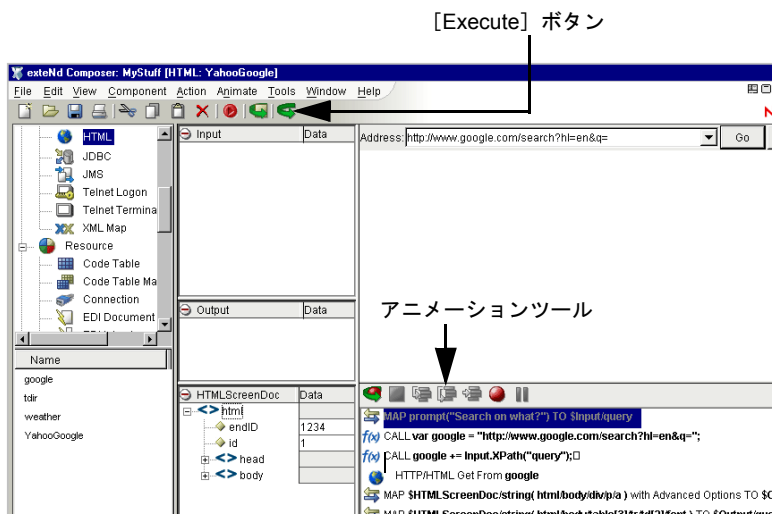 ［Execute］ボタン
exteNd Composer: MyStuff [HTML: YahooGoogle]
File Edit View Component Action Animate Tools Window Help
HTML
JDBC
JMS
Telnet Logon
Telnet Termina
XML Map
Resource
Code Table
Code Table Ma
Connection
EDI Document
Name
google
tdir
weather
YahooGoogle
Input Data
Output Data
HTMLScreenDoc Data
html
endID 1234
id 1
head
body
Address: http://www.google.com/search?hl=en&q= Go
アニメーションツール
MAP prompt("Search on what?") TO $Input/query
f(x) CALL var google = "http://www.google.com/search?hl=en&q=";
f(x) CALL google += Input.XPath("query");
HTTP/HTML Get From google
MAP $HTMLScreenDoc/string( html/body/div/p/a ) with Advanced Options TO $O